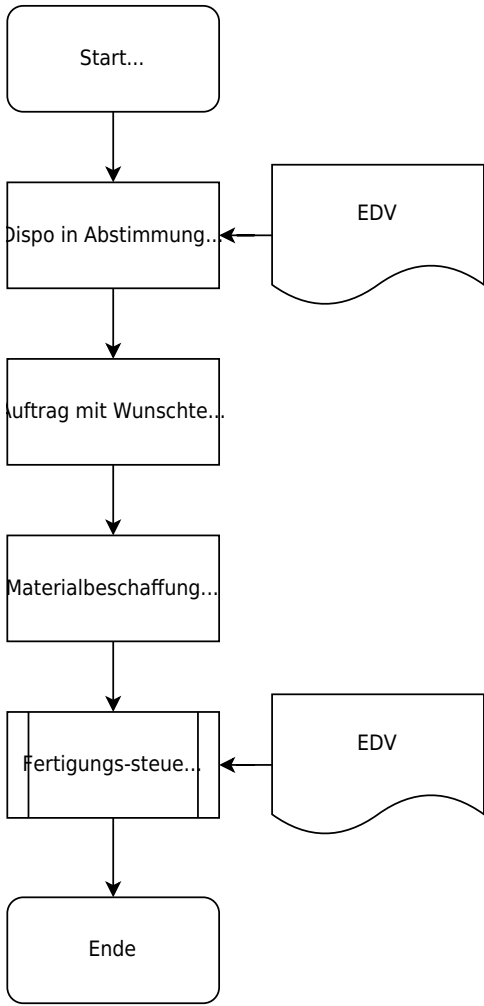 Start...
EDV
Dispo in Abstimmung...
Auftrag mit Wunschte...
Materialbeschaffung...
EDV
Fertigungs-steue...
Ende